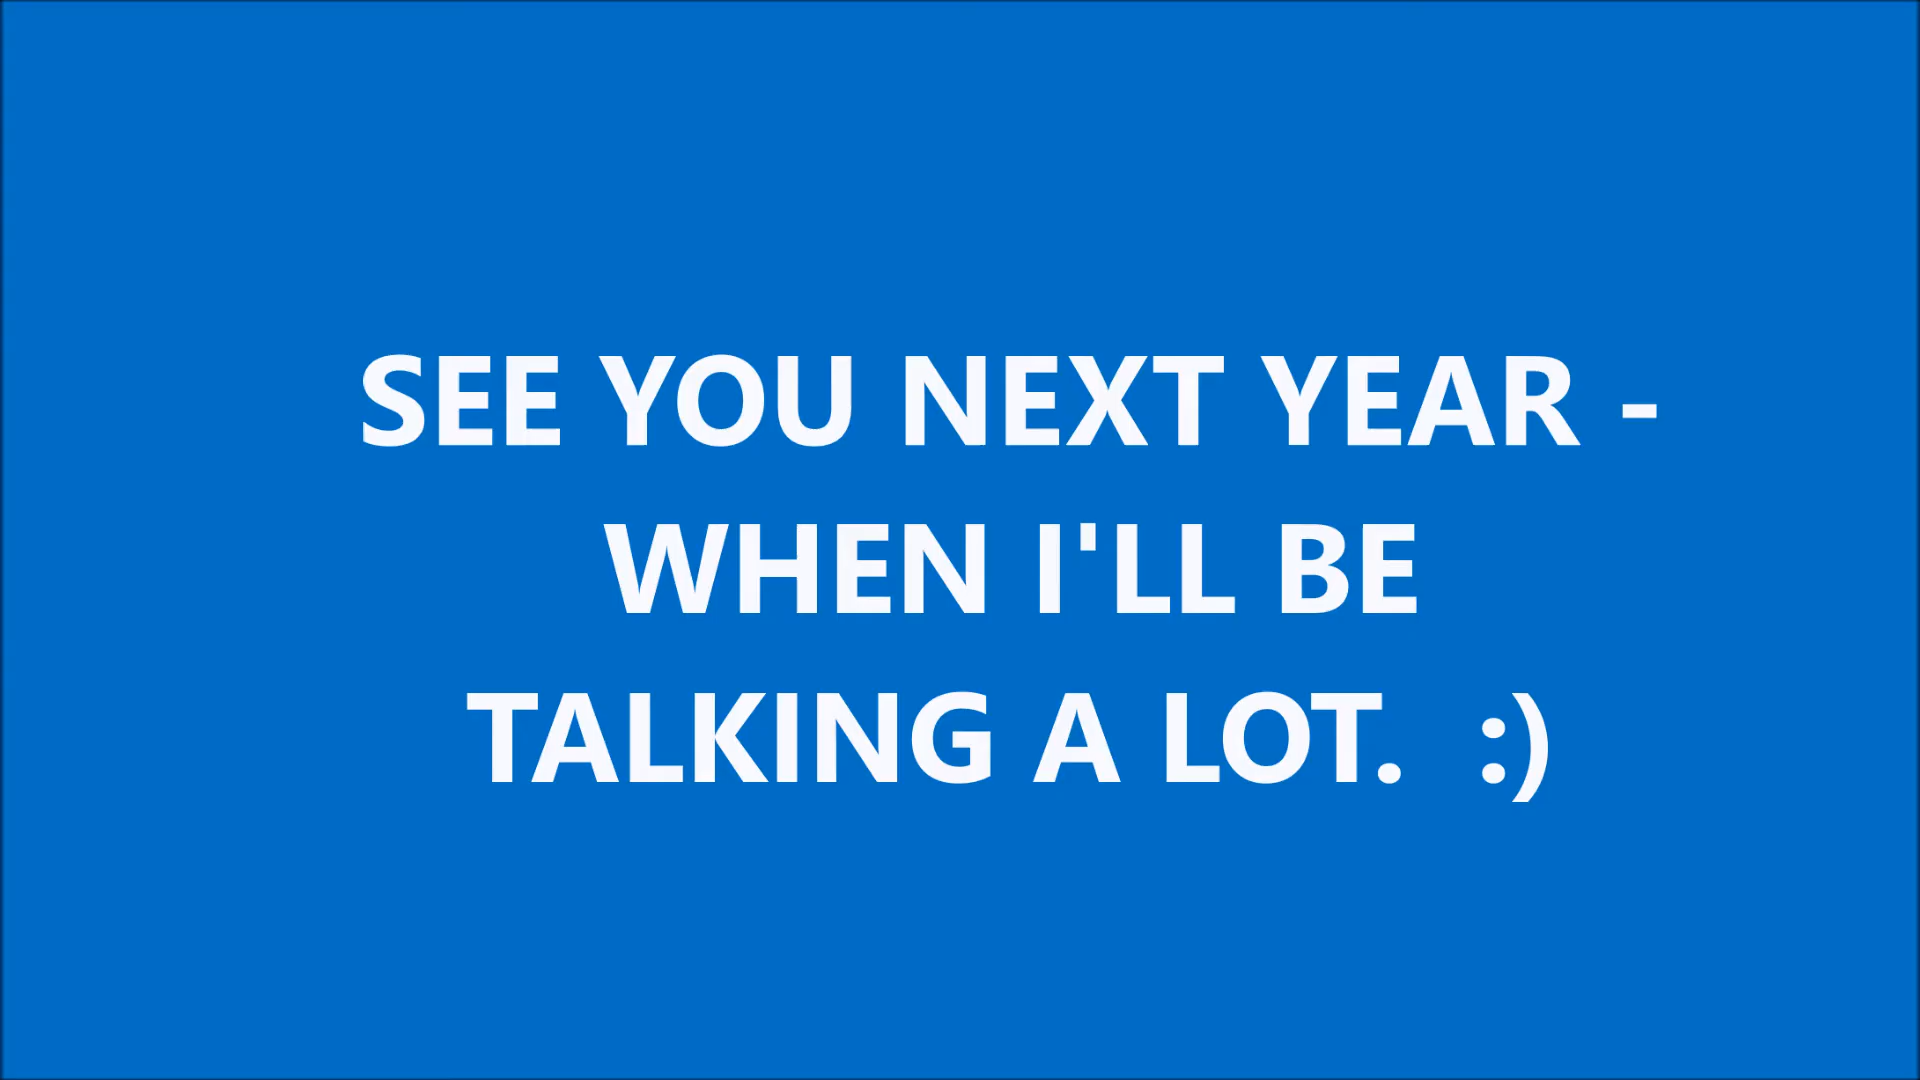 SEE YOU NEXT YEAR -
WHEN I'LL BE
TALKING A LOT.  :)